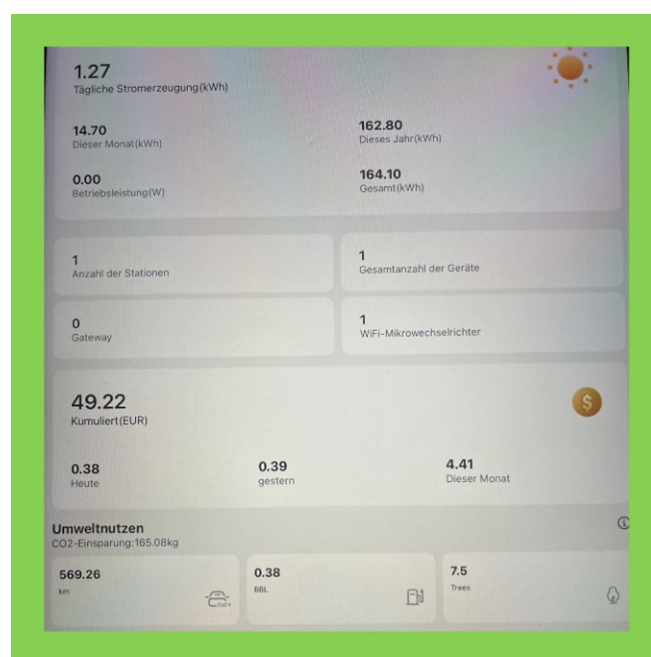 1.27
Tägliche Stromerzeugung(kWh)
14.70
Dieser Monat(kWh)
162.80
Dieses Jahr(kWh)
0.00
Betriebsleistung(W)
164.10
Gesamt(kWh)
1
Anzahl der Stationen
1
Gesamtanzahl der Geräte
0
Gateway
1
WiFi-Mikrowechselrichter
49.22
Kumuliert(EUR)
$
0.38
Heute
0.39
gestern
4.41
Dieser Monat
Umweltnutzen
CO2-Einsparung:165.08kg
569.26
km
0.38
BBL
7.5
Trees